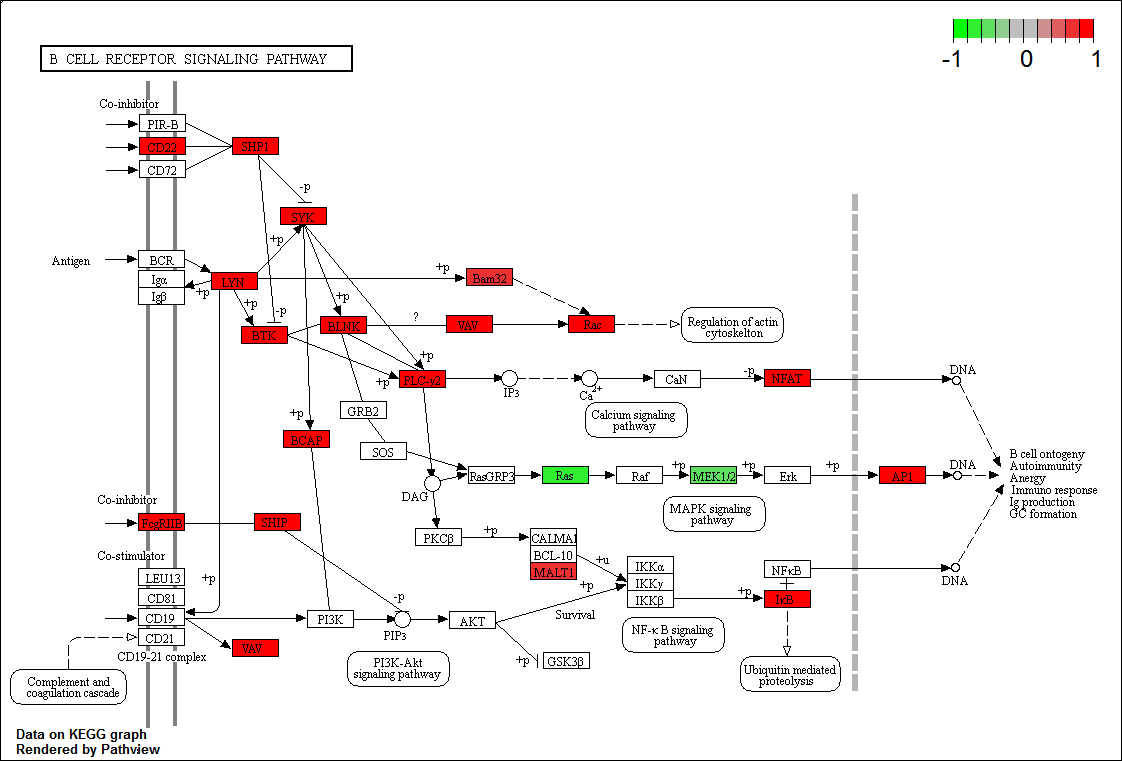 -1 0 1
B CELL RECEPTOR SIGNALING PATHWAY
Co-inhibitor
PIR-B
CD22
SHP1
CD72
-p
SYK
+p
Antigen
BCR
Igα
Igβ
LYN
+p
+p
Bam32
+p
-p
+p
BTK
BLNK
?
VAV
Rac
Regulation of actin
cytoskelton
+p
+p
PLC-γ2
IP3
Ca2+
CaN
-p
NFAT
DNA
GRB2
Calcium signaling
pathway
+p
BCAP
SOS
RasGRP3
Ras
Raf
+p
MEK1/2
+p
Erk
+p
AP1
DNA
B cell ontogeny
Autoimmunity
Anergy
Immuno response
Ig production
GC formation
DAG
MAPK signaling
pathway
Co-inhibitor
FcgRIIB
SHIP
PKCβ
+p
CALMA1
BCL-10
MALT1
+u
+p
IKKα
IKKγ
IKKβ
+p
NFκB
IκB
DNA
Co-stimulator
LEU13
+p
CD81
CD19
CD21
CD19-21 complex
VAV
PI3K
-p
PIP3
AKT
Survival
+p
GSK3β
PI3K-Akt
signaling pathway
NF-κ B signaling
pathway
Ubiquitin mediated
proteolysis
Complement and
coagulation cascade
Data on KEGG graph
Rendered by Pathview